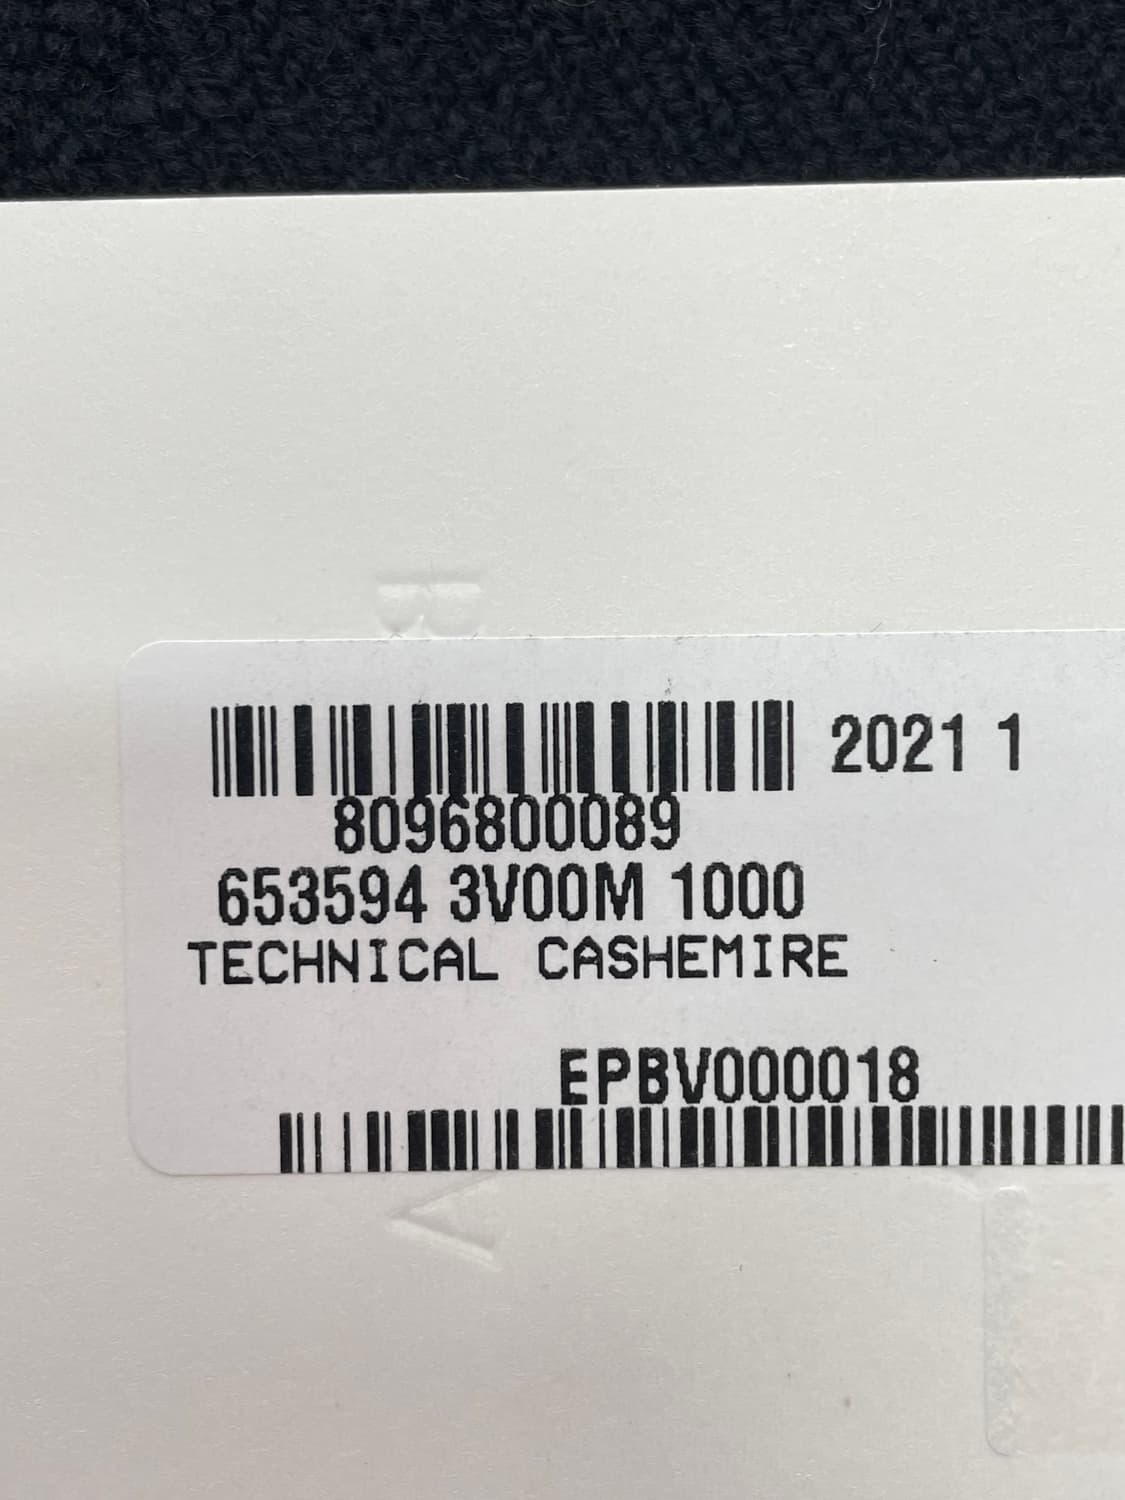 2021 1
8096800089
653594 3V00M 1000
TECHNICAL CASHEMIRE
EPBV000018